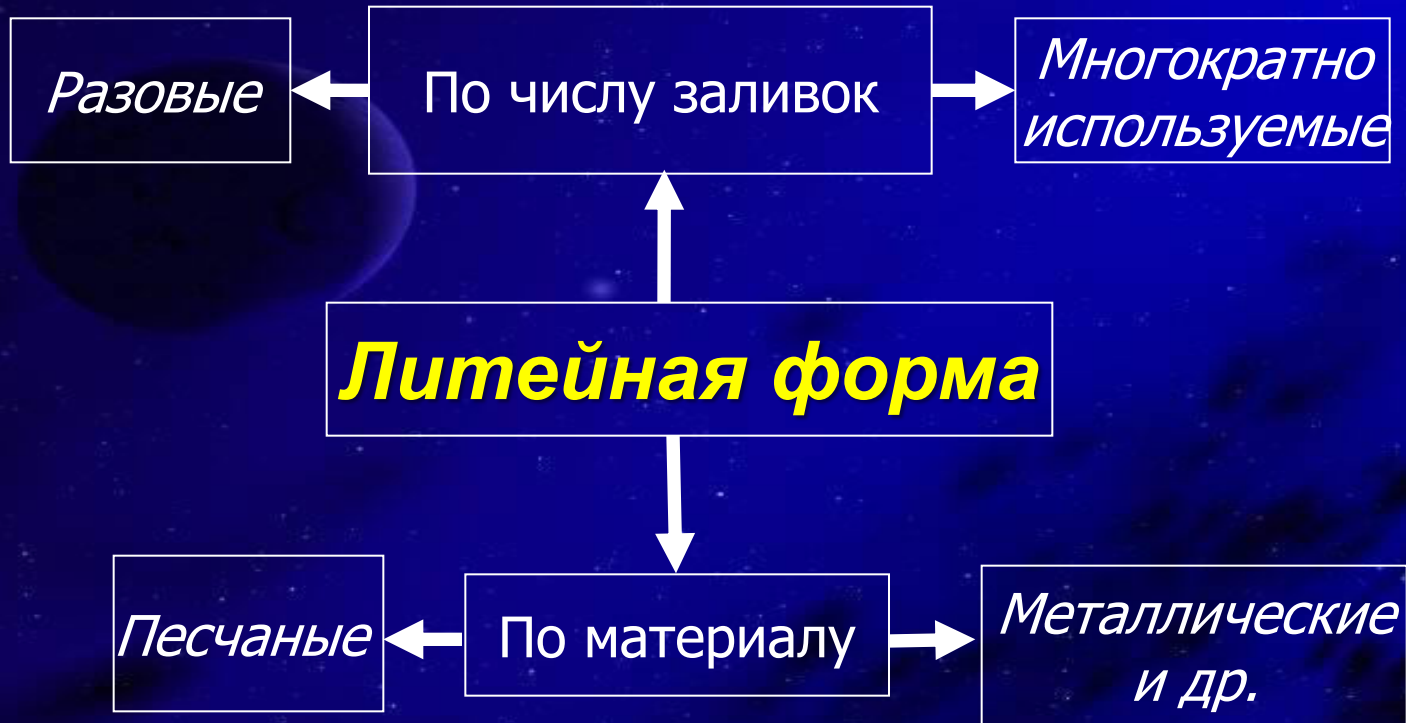 Разовые
По числу заливок
Многократно
используемые
Литейная форма
Песчаные
По материалу
Металлические
и др.